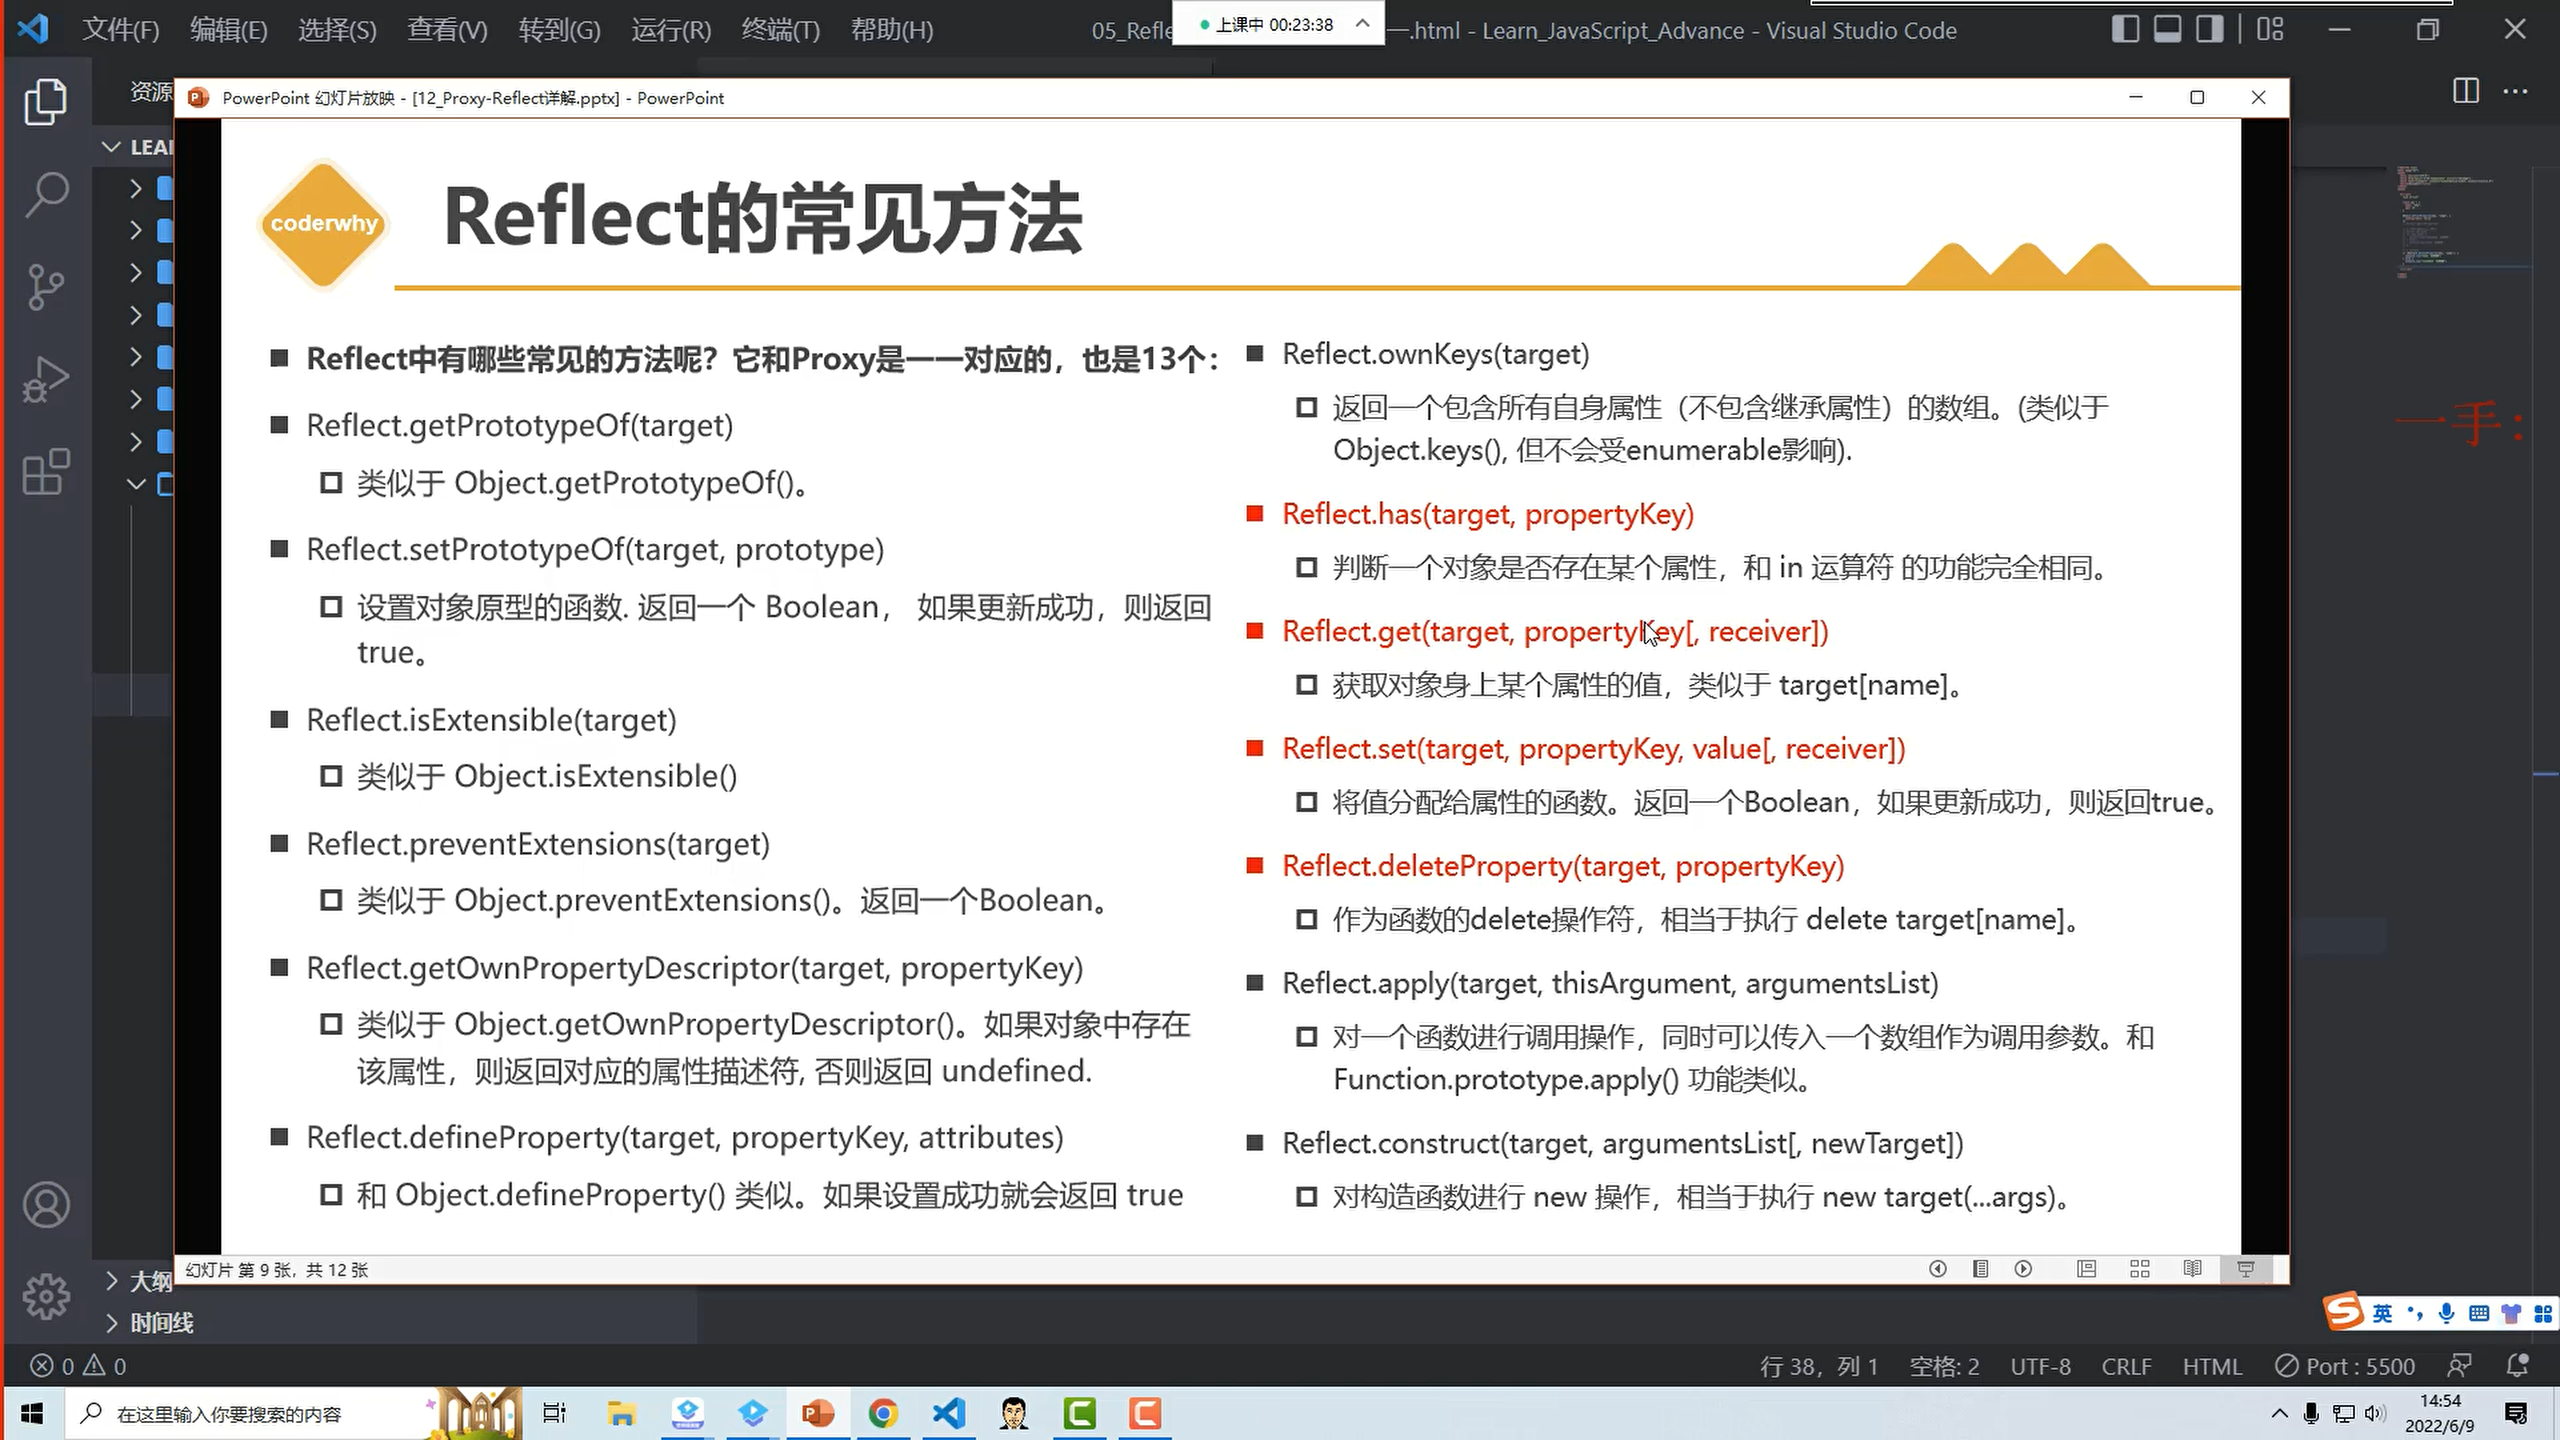 文件(F) 编辑(E) 选择(S) 查看(V) 转到(G) 运行(R) 终端(T) 帮助(H)
05_Refle
上课中 00:23:38
一.html - Learn_JavaScript_Advance - Visual Studio Code
资源
PowerPoint 幻灯片放映 - [12_Proxy-Reflect详解.pptx] - PowerPoint
LEAI
coderwhy
Reflect的常见方法
Reflect中有哪些常见的方法呢？它和Proxy是一一对应的，也是13个：
Reflect.getPrototypeOf(target)
类似于 Object.getPrototypeOf()。
Reflect.setPrototypeOf(target, prototype)
设置对象原型的函数. 返回一个 Boolean， 如果更新成功，则返回
true。
Reflect.isExtensible(target)
类似于 Object.isExtensible()
Reflect.preventExtensions(target)
类似于 Object.preventExtensions()。返回一个Boolean。
Reflect.getOwnPropertyDescriptor(target, propertyKey)
类似于 Object.getOwnPropertyDescriptor()。如果对象中存在
该属性，则返回对应的属性描述符, 否则返回 undefined.
Reflect.defineProperty(target, propertyKey, attributes)
和 Object.defineProperty() 类似。如果设置成功就会返回 true
Reflect.ownKeys(target)
返回一个包含所有自身属性（不包含继承属性）的数组。(类似于
Object.keys(), 但不会受enumerable影响).
Reflect.has(target, propertyKey)
判断一个对象是否存在某个属性，和 in 运算符 的功能完全相同。
Reflect.get(target, propertyKey[, receiver])
获取对象身上某个属性的值，类似于 target[name]。
Reflect.set(target, propertyKey, value[, receiver])
将值分配给属性的函数。返回一个Boolean，如果更新成功，则返回true。
Reflect.deleteProperty(target, propertyKey)
作为函数的delete操作符，相当于执行 delete target[name]。
Reflect.apply(target, thisArgument, argumentsList)
对一个函数进行调用操作，同时可以传入一个数组作为调用参数。和
Function.prototype.apply() 功能类似。
Reflect.construct(target, argumentsList[, newTarget])
对构造函数进行 new 操作，相当于执行 new target(...args)。
一手：
幻灯片 第 9 张，共 12 张
大纲
时间线
英
0 0
行 38，列 1 空格: 2 UTF-8 CRLF HTML Port : 5500
在这里输入你要搜索的内容
14:54
2022/6/9